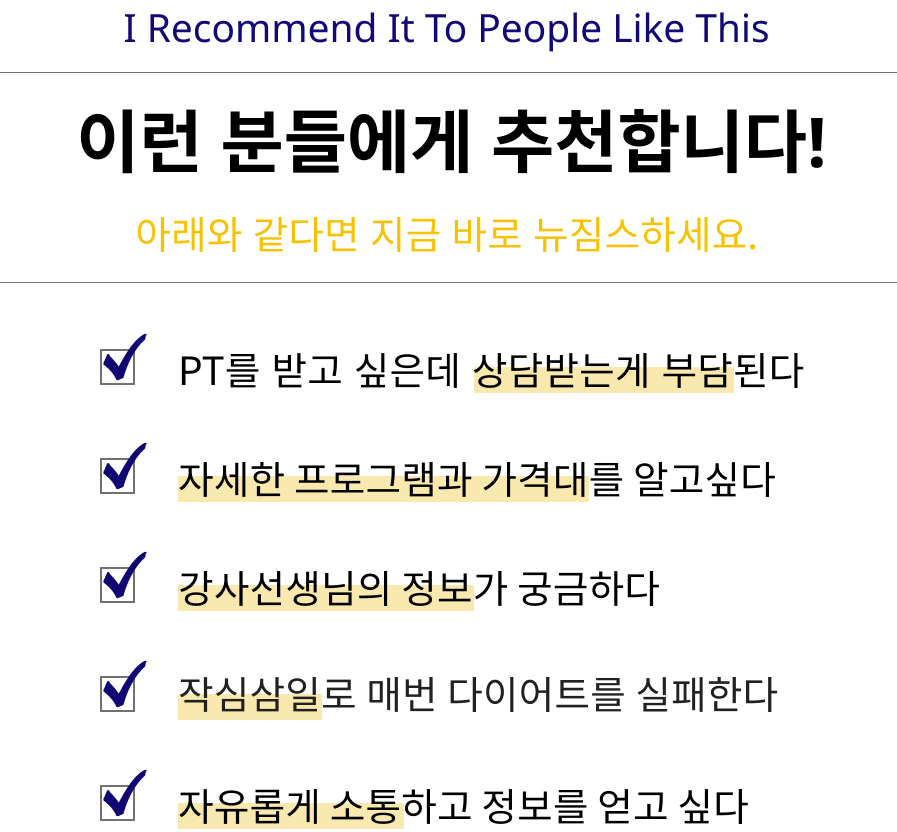 I Recommend It To People Like This
이런 분들에게 추천합니다!
아래와 같다면 지금 바로 뉴짐스하세요.
PT를 받고 싶은데 상담받는게 부담된다
자세한 프로그램과 가격대를 알고싶다
강사선생님의 정보가 궁금하다
작심삼일로 매번 다이어트를 실패한다
자유롭게 소통하고 정보를 얻고 싶다